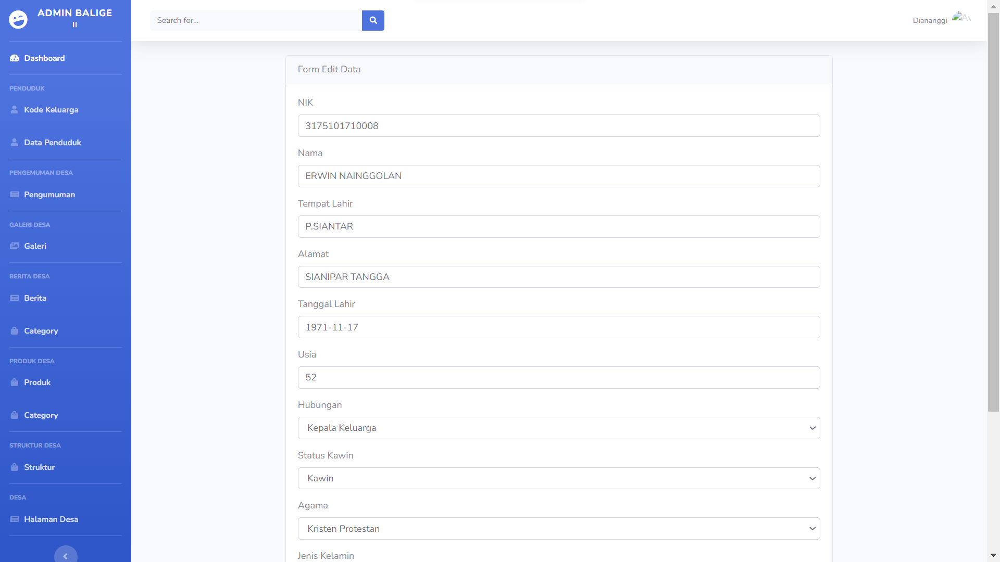 ADMIN BALIGE
II
Dashboard
PENDUDUK
Kode Keluarga
Data Penduduk
PENGEMUMAN DESA
Pengumuman
GALERI DESA
Galeri
BERITA DESA
Berita
Category
PRODUK DESA
Produk
Category
STRUKTUR DESA
Struktur
DESA
Halaman Desa
Search for...
Diananggi
Form Edit Data
NIK
3175101710008
Nama
ERWIN NAINGGOLAN
Tempat Lahir
P.SIANTAR
Alamat
SIANIPAR TANGGA
Tanggal Lahir
1971-11-17
Usia
52
Hubungan
Kepala Keluarga
Status Kawin
Kawin
Agama
Kristen Protestan
Jenis Kelamin